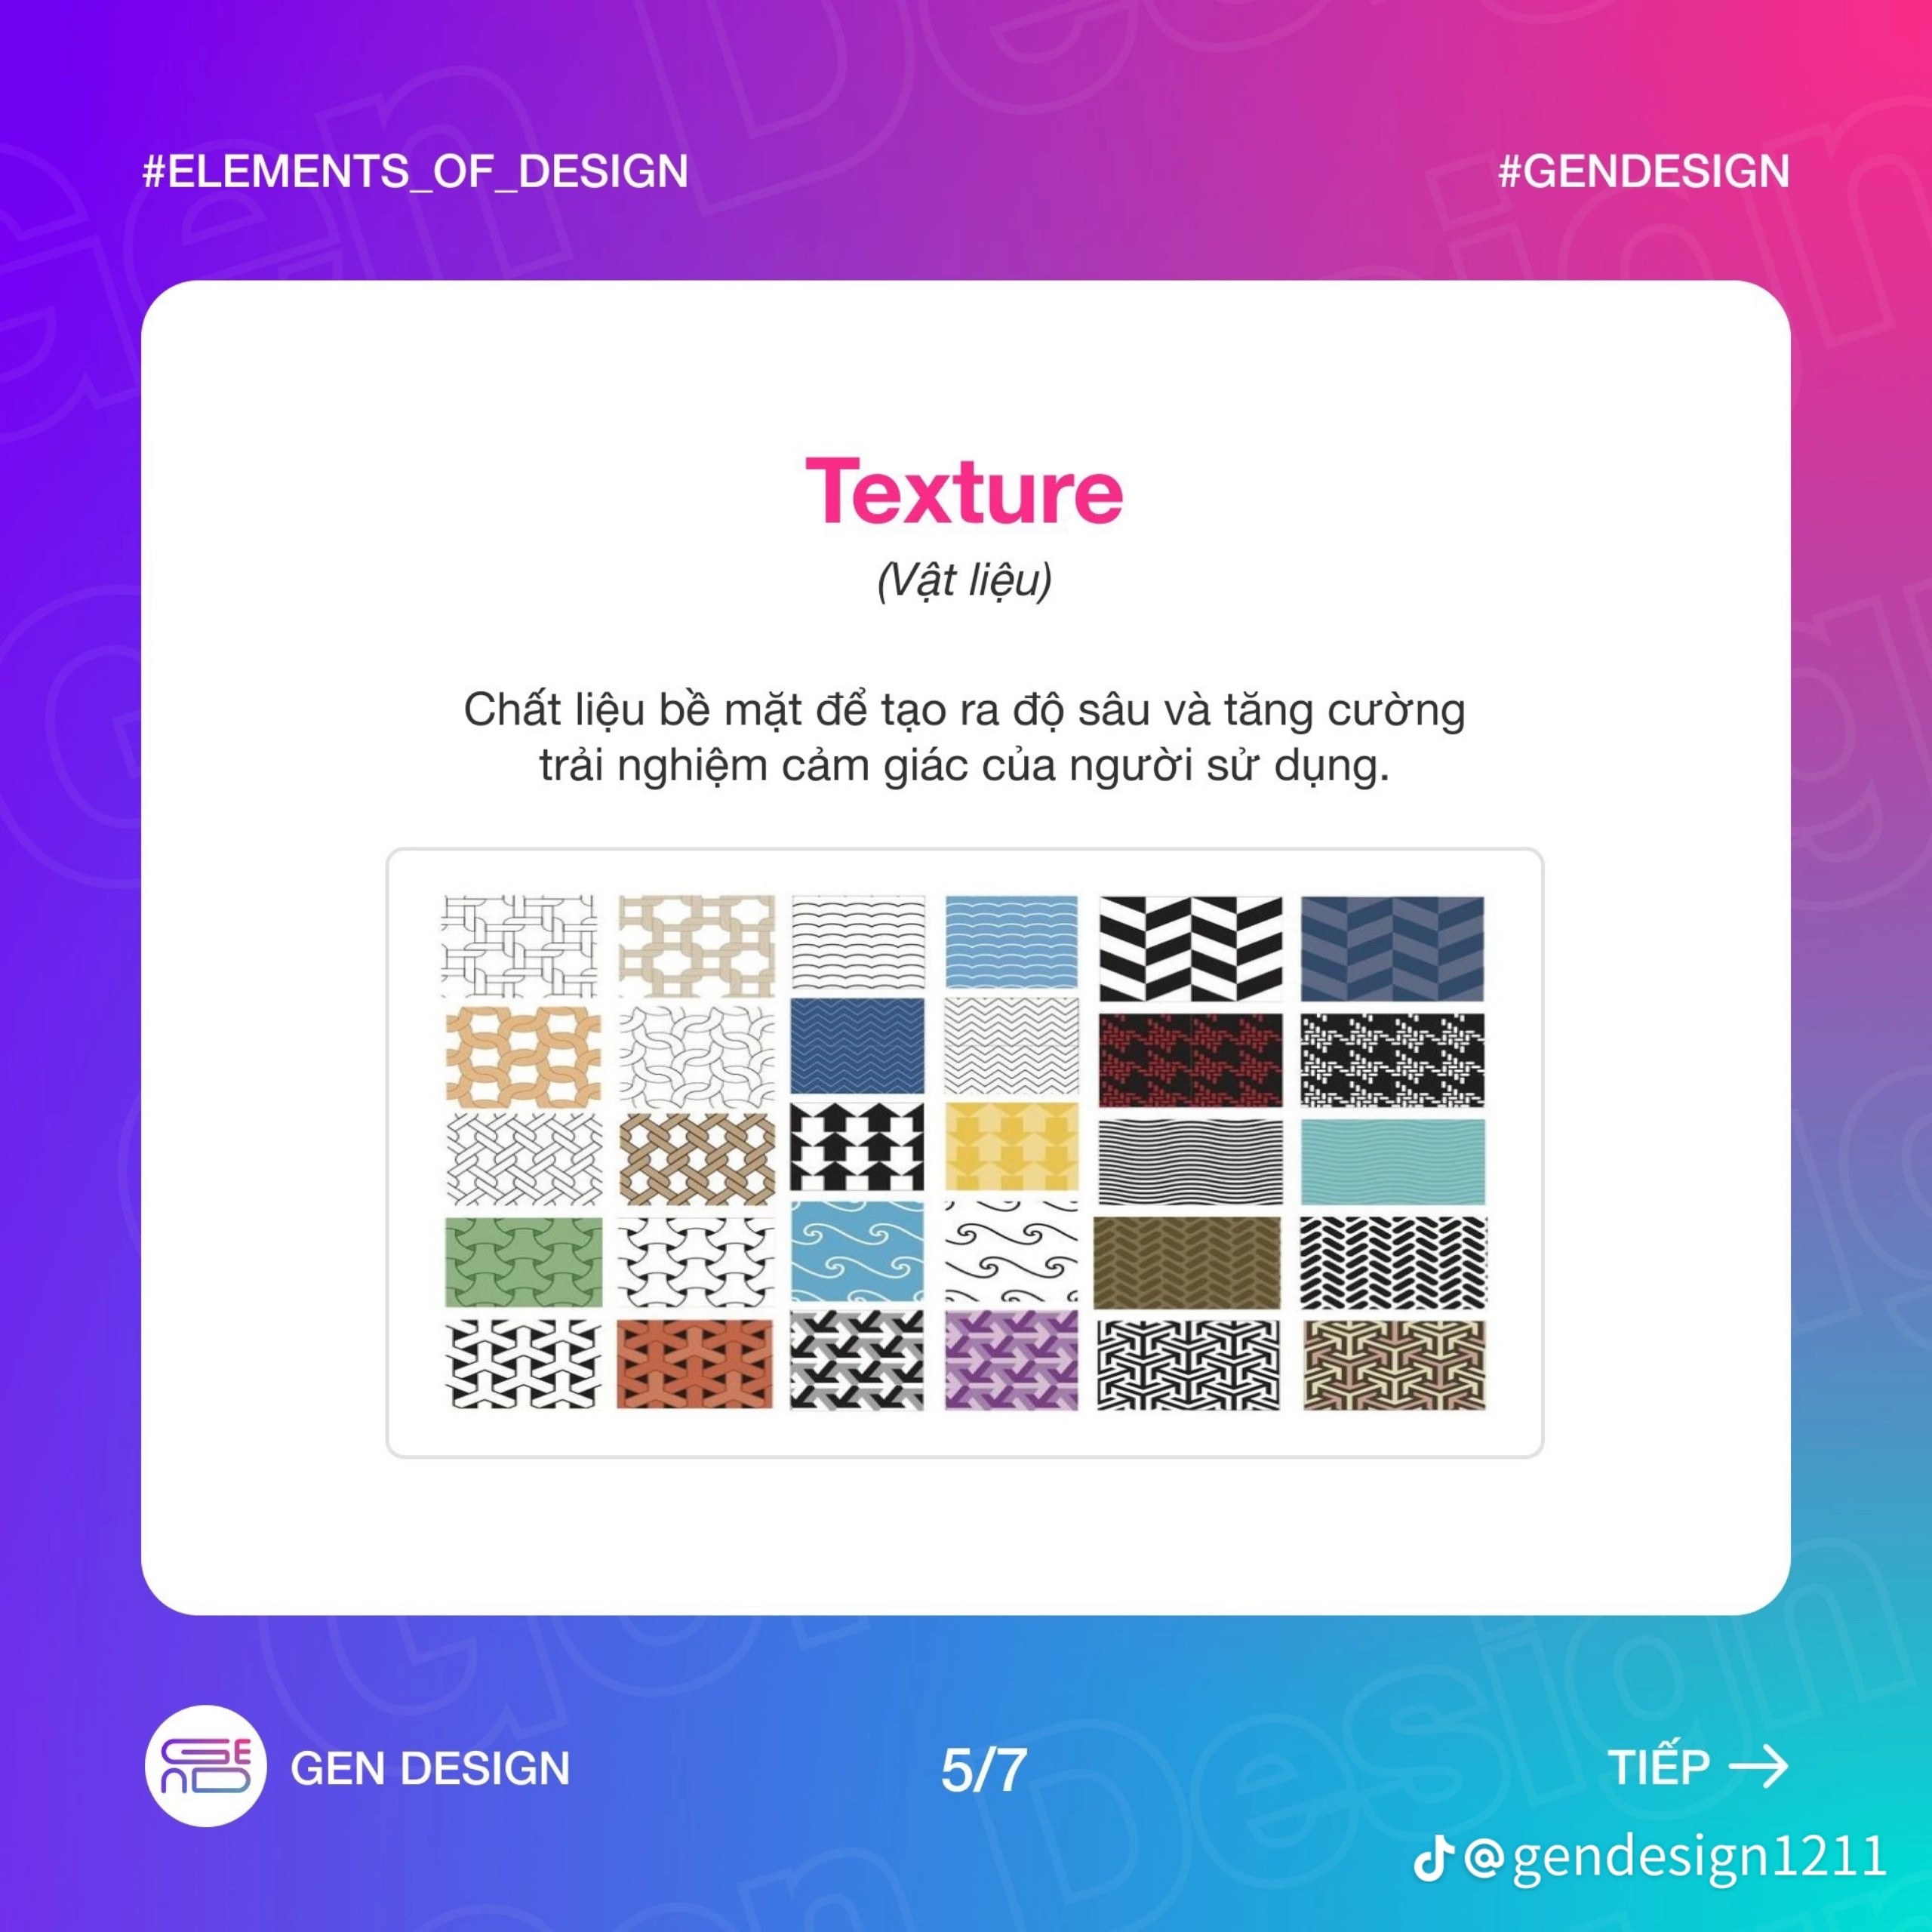 #ELEMENTS_OF_DESIGN
#GENDESIGN
Texture
(Vật liệu)
Chất liệu bề mặt để tạo ra độ sâu và tăng cường
trải nghiệm cảm giác của người sử dụng.
GEN DESIGN
5/7
TIẾP →
@gendesign1211